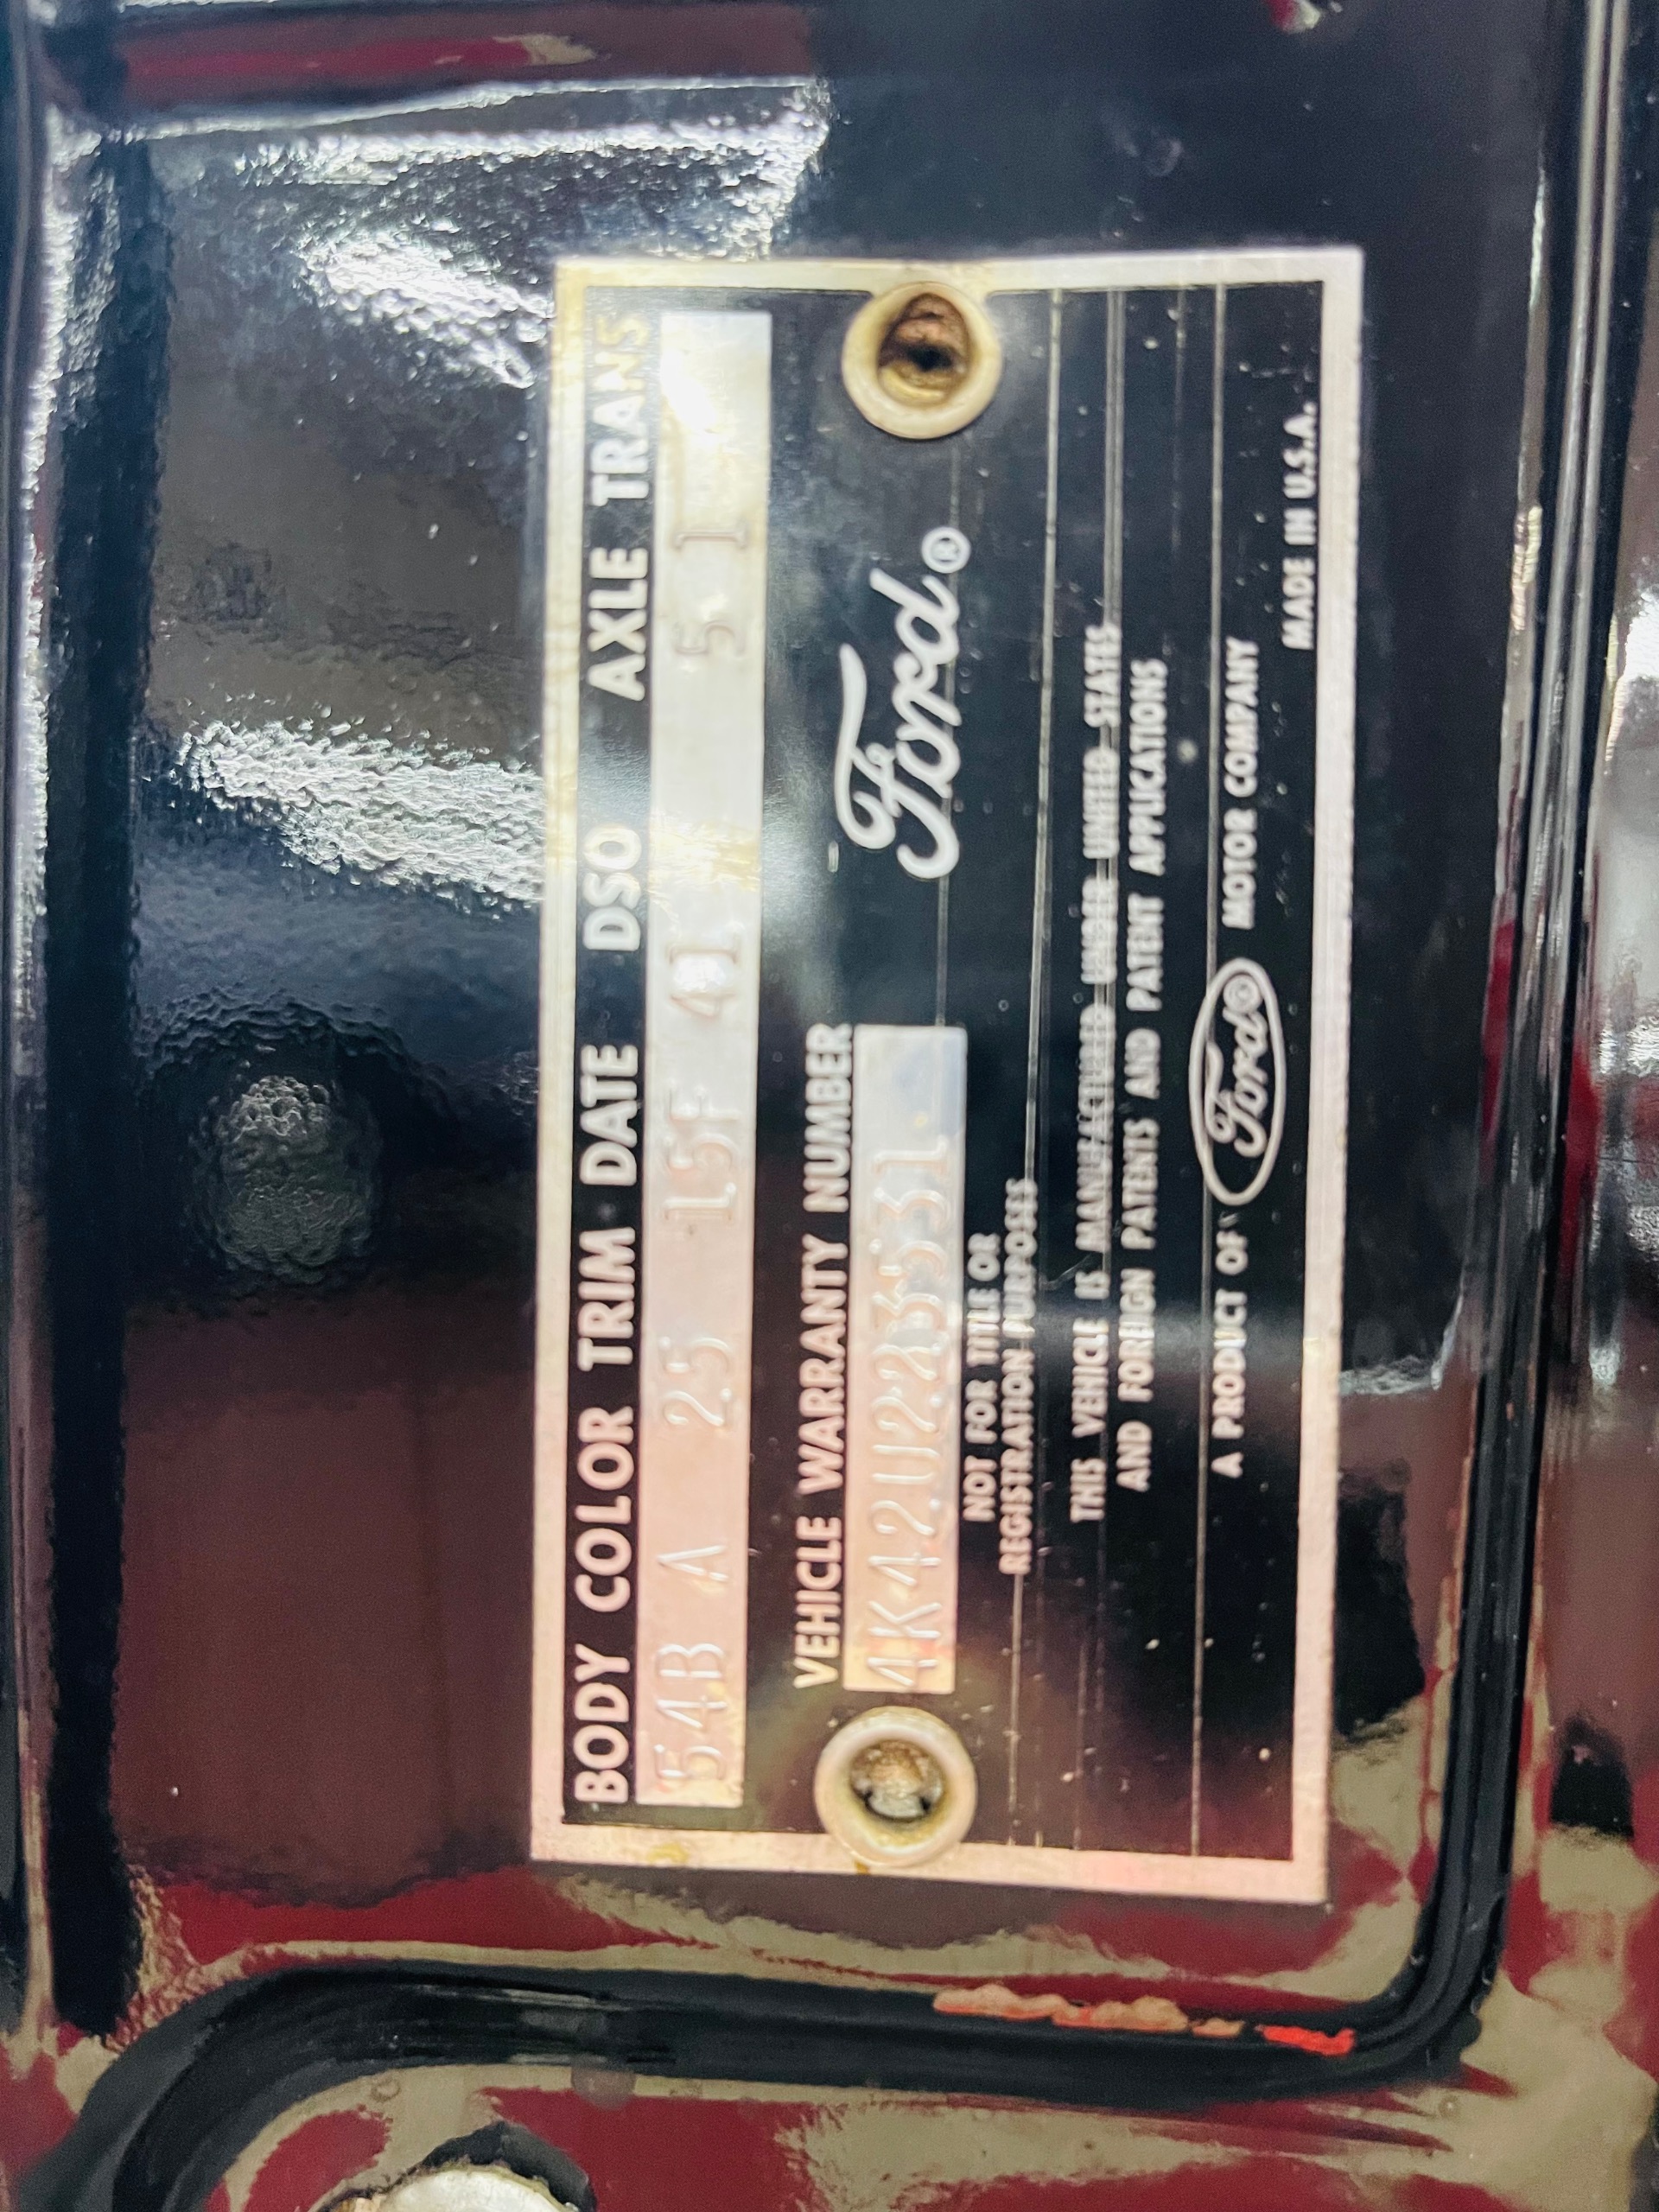 BODY COLOR TRIM DATE DSO AXLE TRANS
54B A 25 15F 41 5 1
VEHICLE WARRANTY NUMBER
4K42U223531
Ford®
NOT FOR TITLE OR
REGISTRATION PURPOSES
THIS VEHICLE IS MANUFACTURED UNDER UNITED STATES
AND FOREIGN PATENTS AND PATENT APPLICATIONS
A PRODUCT OF Ford® MOTOR COMPANY
MADE IN U.S.A.